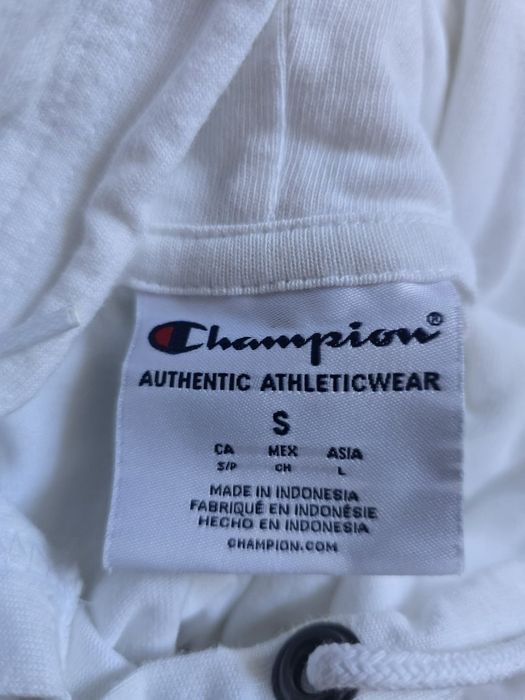 Champion®
AUTHENTIC ATHLETICWEAR
S
CA MEX ASIA
S/P CH L
MADE IN INDONESIA
FABRIQUÉ EN INDONÉSIE
HECHO EN INDONESIA
CHAMPION.COM